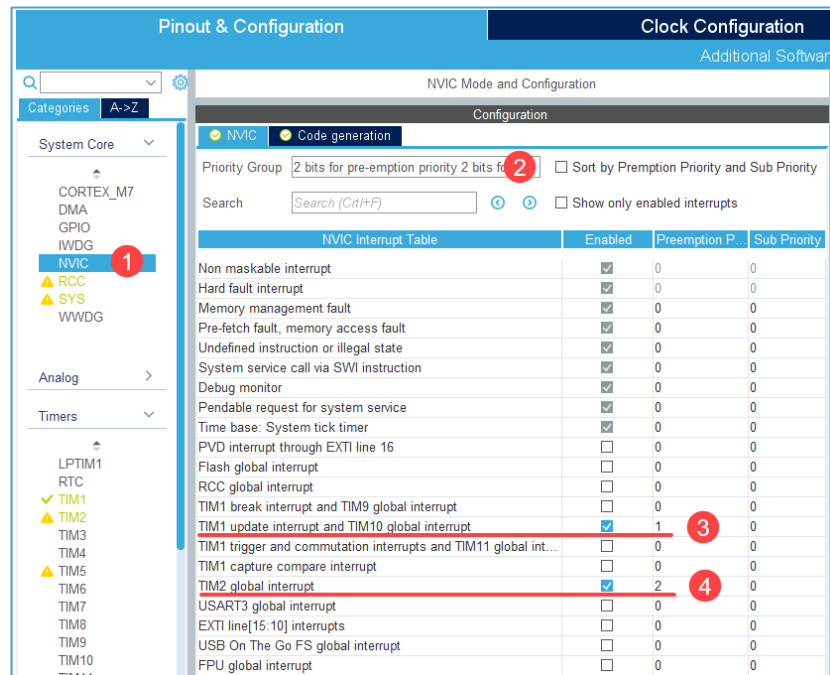 Pinout & Configuration
Clock Configuration
Additional Softwar
NVIC Mode and Configuration
Categories A->Z
Configuration
System Core
NVIC Code generation
Priority Group 2 bits for pre-emption priority 2 bits fo 2 Sort by Premption Priority and Sub Priority
Search Search (Crtl+F) Show only enabled interrupts
CORTEX_M7
DMA
GPIO
IWDG
NVIC 1
RCC
SYS
WWDG
Analog
Timers
LPTIM1
RTC
TIM1
TIM2
TIM3
TIM4
TIM5
TIM6
TIM7
TIM8
TIM9
TIM10
NVIC Interrupt Table Enabled Preemption P... Sub Priority
Non maskable interrupt 0 0
Hard fault interrupt 0 0
Memory management fault 0 0
Pre-fetch fault, memory access fault 0 0
Undefined instruction or illegal state 0 0
System service call via SWI instruction 0 0
Debug monitor 0 0
Pendable request for system service 0 0
Time base: System tick timer 0 0
PVD interrupt through EXTI line 16 0 0
Flash global interrupt 0 0
RCC global interrupt 0 0
TIM1 break interrupt and TIM9 global interrupt 0 0
TIM1 update interrupt and TIM10 global interrupt 1 3 0
TIM1 trigger and commutation interrupts and TIM11 global int... 0 0
TIM1 capture compare interrupt 0 0
TIM2 global interrupt 2 4 0
USART3 global interrupt 0 0
EXTI line[15:10] interrupts 0 0
USB On The Go FS global interrupt 0 0
FPU global interrupt 0 0